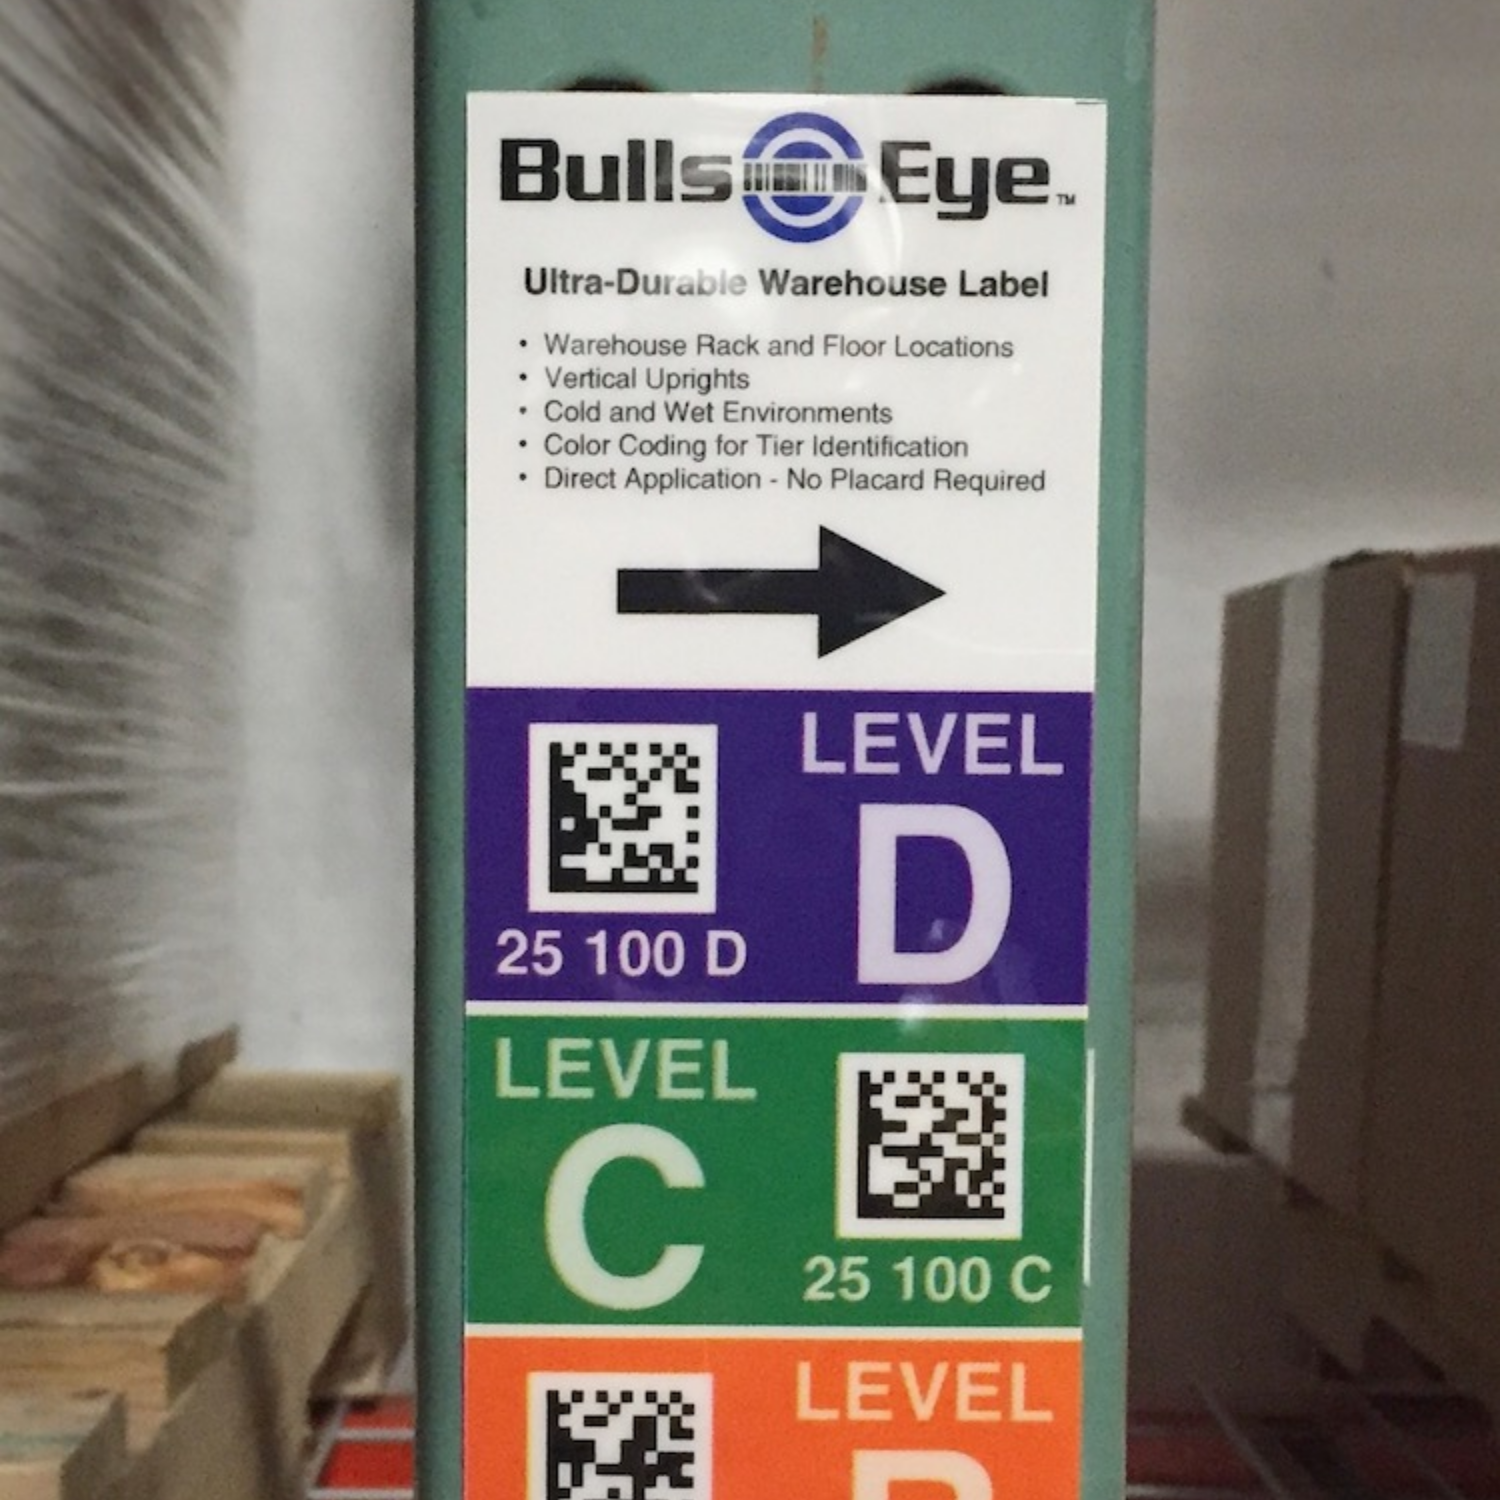 Bulls Eye™
Ultra-Durable Warehouse Label
• Warehouse Rack and Floor Locations
• Vertical Uprights
• Cold and Wet Environments
• Color Coding for Tier Identification
• Direct Application - No Placard Required
LEVEL
D
25 100 D
LEVEL
C
25 100 C
LEVEL